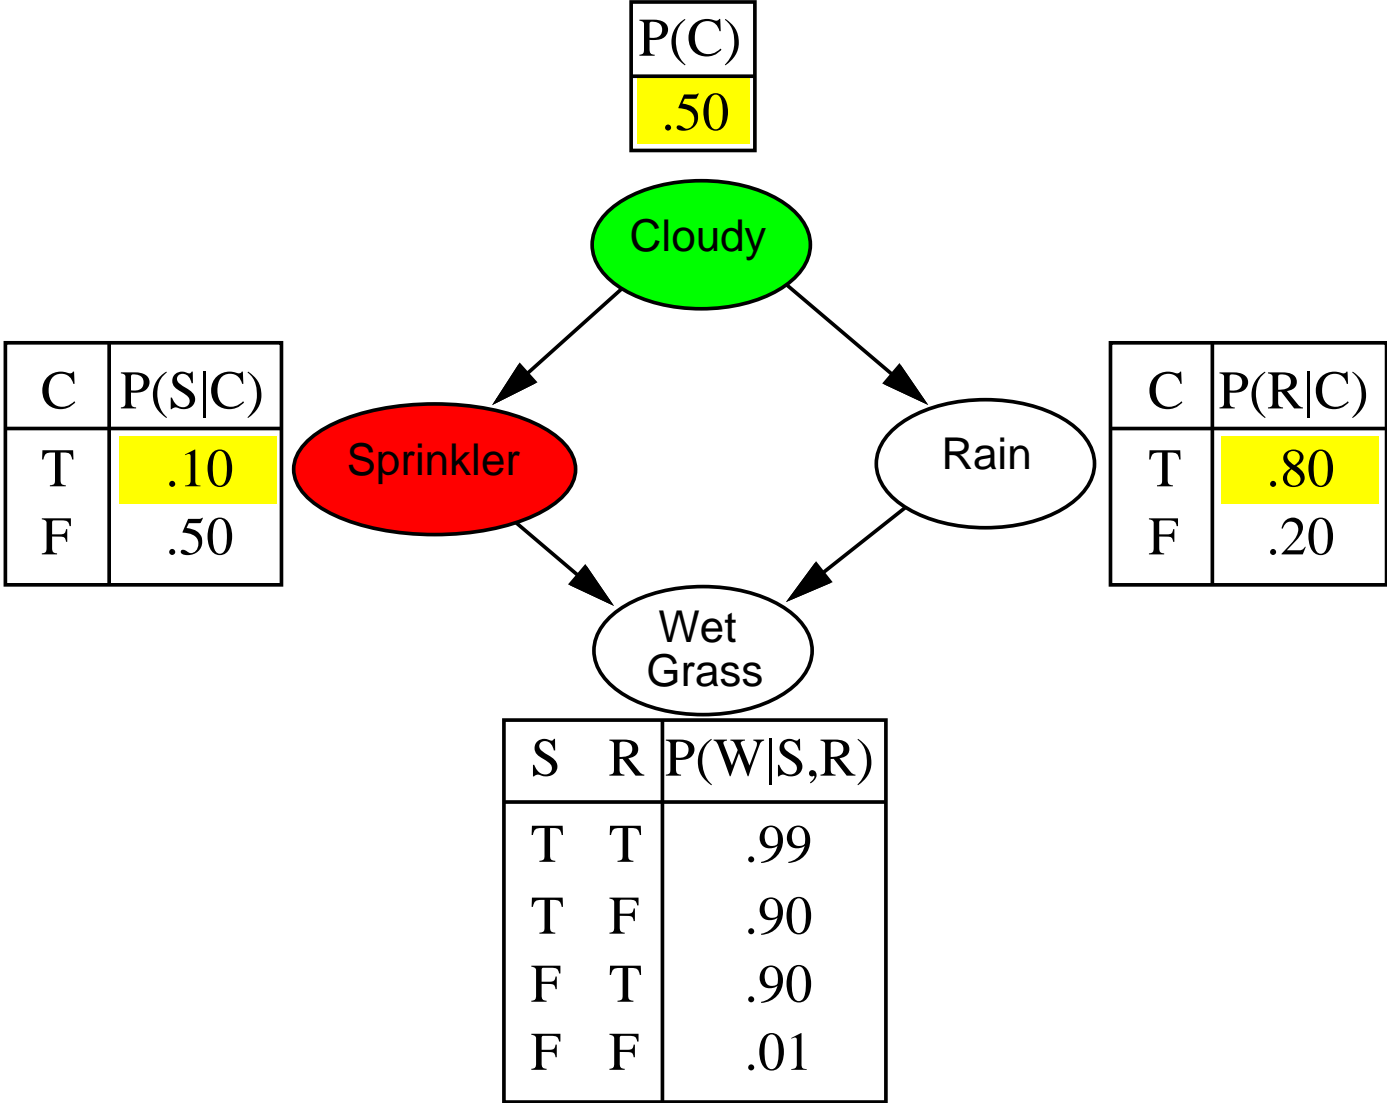 P(C)
.50
Cloudy
C P(S|C)
T .10
F .50
Sprinkler
Rain
C P(R|C)
T .80
F .20
Wet
Grass
S R P(W|S,R)
T T .99
T F .90
F T .90
F F .01